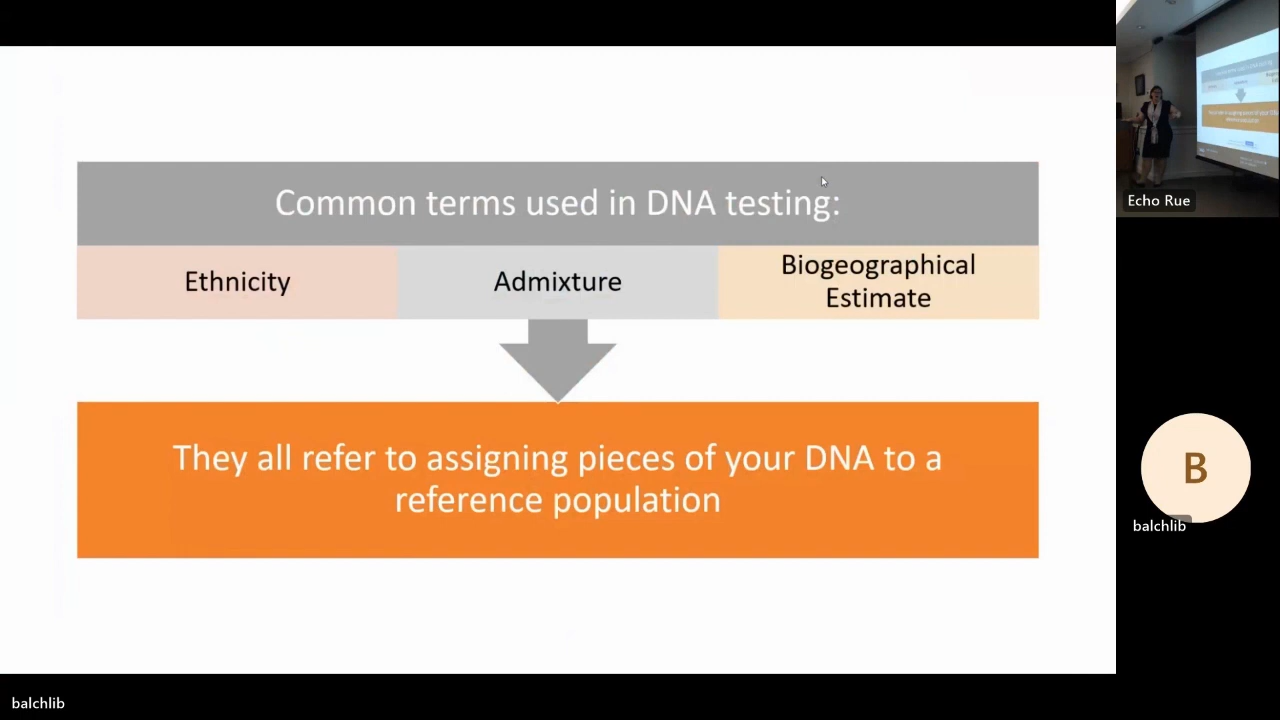 Common terms used in DNA testing:
Ethnicity
Admixture
Biogeographical
Estimate
They all refer to assigning pieces of your DNA to a
reference population
Echo Rue
B
balchlib
balchlib